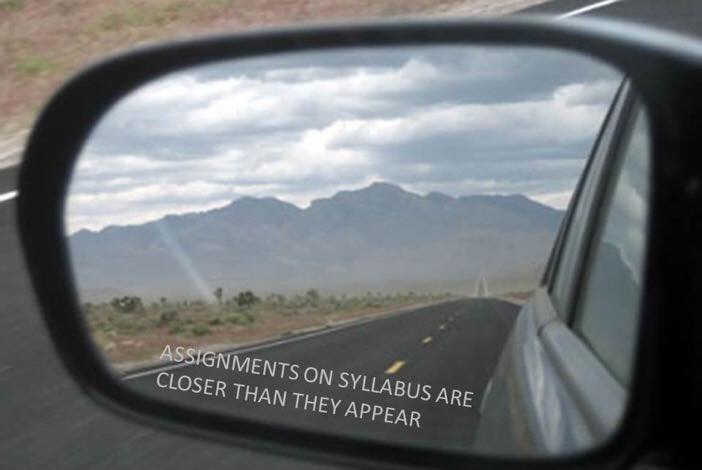 ASSIGNMENTS ON SYLLABUS ARE
CLOSER THAN THEY APPEAR